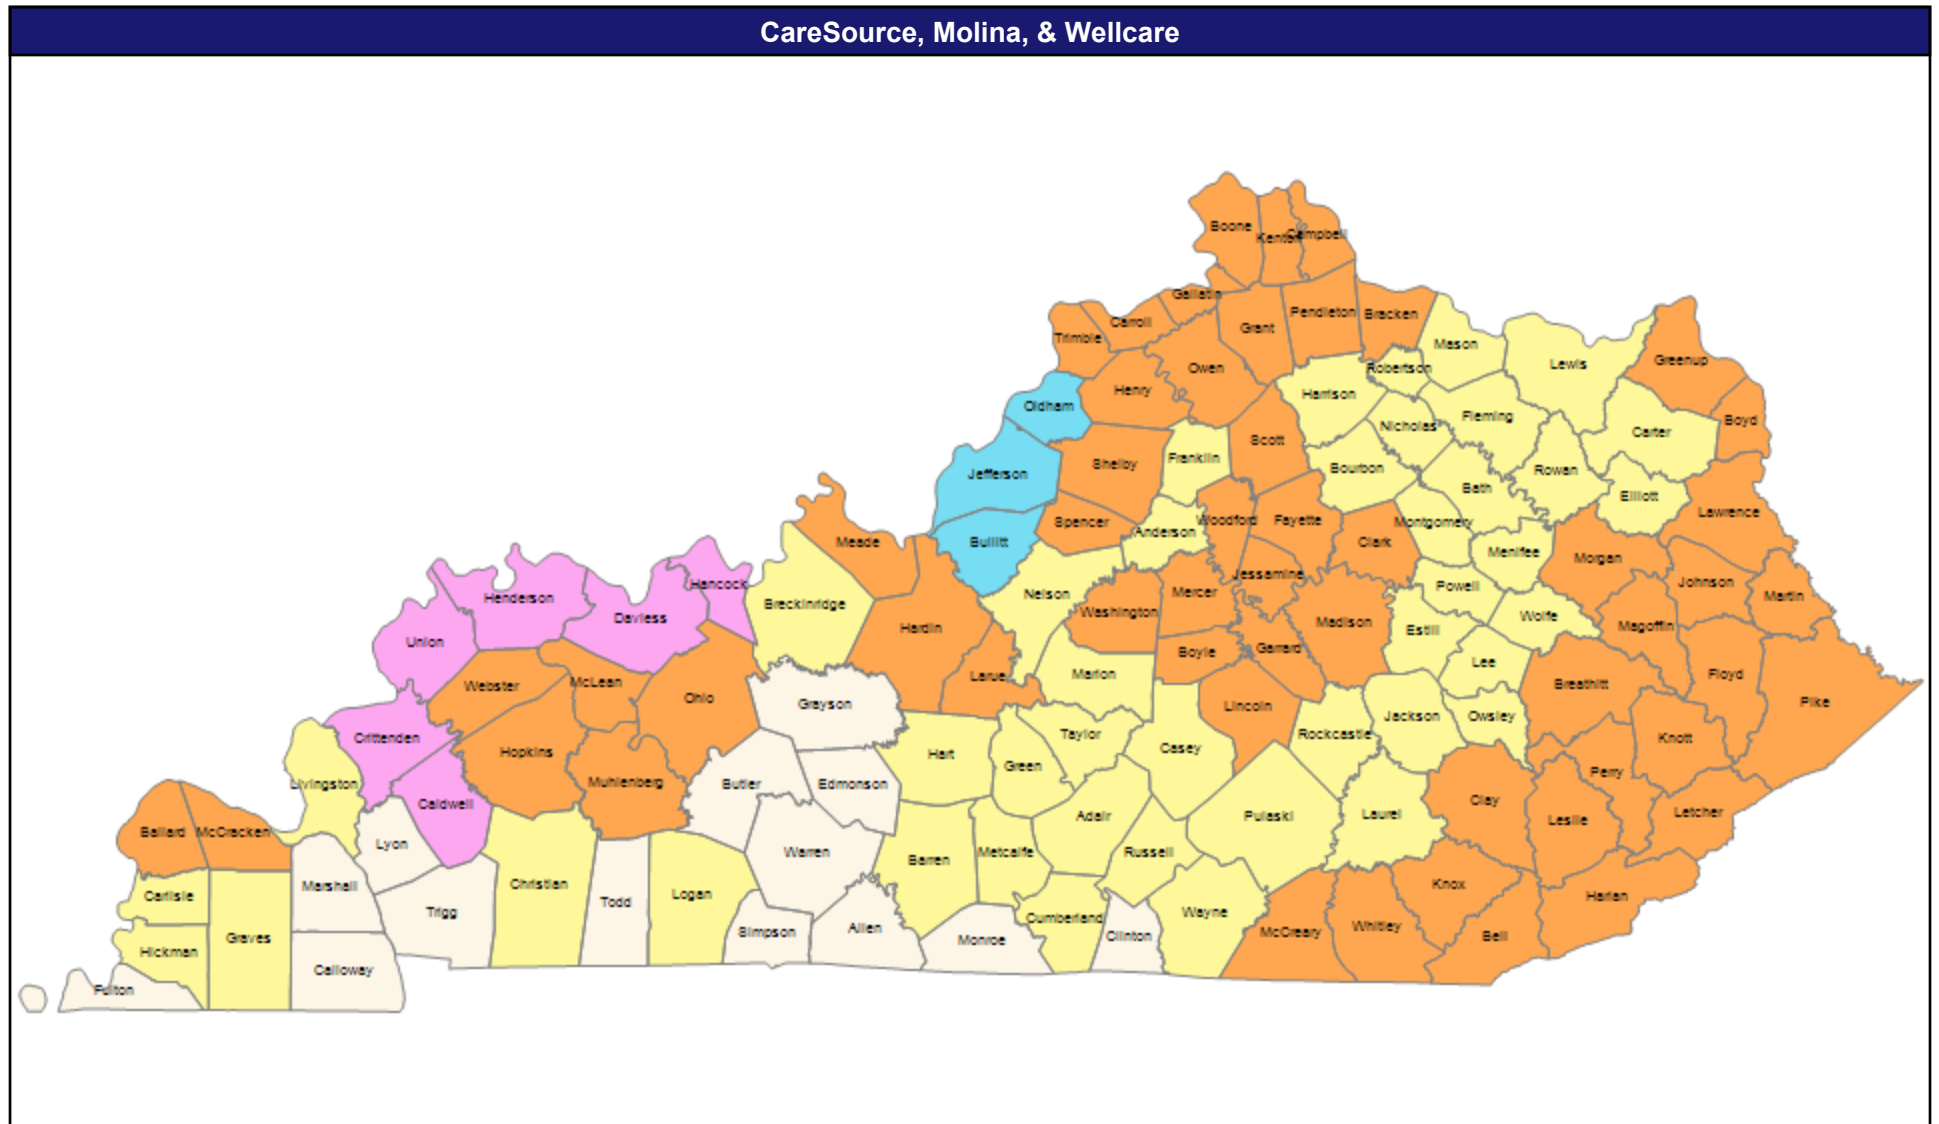 CareSource, Molina, & Wellcare
Boone
Kenton
Campbell
Gallatin
Carroll
Trimble
Grant
Pendleton
Bracken
Mason
Lewis
Greenup
Owen
Henry
Robertson
Harrison
Oldham
Nicholas
Fleming
Carter
Boyd
Scott
Franklin
Shelby
Jefferson
Bourbon
Bath
Rowan
Elliott
Lawrence
Spencer
Anderson
Woodford
Fayette
Montgomery
Clark
Bullitt
Meade
Menifee
Morgan
Jessamine
Powell
Johnson
Martin
Hancock
Henderson
Daviess
Breckinridge
Nelson
Mercer
Washington
Madison
Wolfe
Magoffin
Estill
Hardin
Union
Boyle
Garrard
Lee
Marion
Larue
Floyd
Breathitt
Webster
McLean
Ohio
Grayson
Lincoln
Jackson
Owsley
Pike
Crittenden
Hopkins
Taylor
Rockcastle
Casey
Hart
Green
Knott
Perry
Livingston
Muhlenberg
Butler
Edmonson
Caldwell
Clay
Leslie
Letcher
Adair
Pulaski
Laurel
Ballard
McCracken
Lyon
Warren
Barren
Metcalfe
Russell
Carlisle
Marshall
Christian
Todd
Logan
Knox
Harlan
Trigg
Cumberland
Wayne
Simpson
Allen
Monroe
Clinton
McCreary
Whitley
Bell
Hickman
Graves
Calloway
Fulton